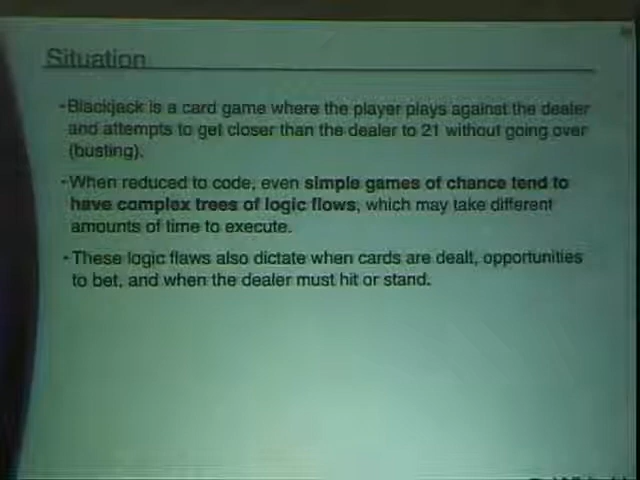 Situation
-Blackjack is a card game where the player plays against the dealer
and attempts to get closer than the dealer to 21 without going over
(busting).
-When reduced to code, even simple games of chance tend to
have complex trees of logic flows, which may take different
amounts of time to execute.
-These logic flaws also dictate when cards are dealt, opportunities
to bet, and when the dealer must hit or stand.